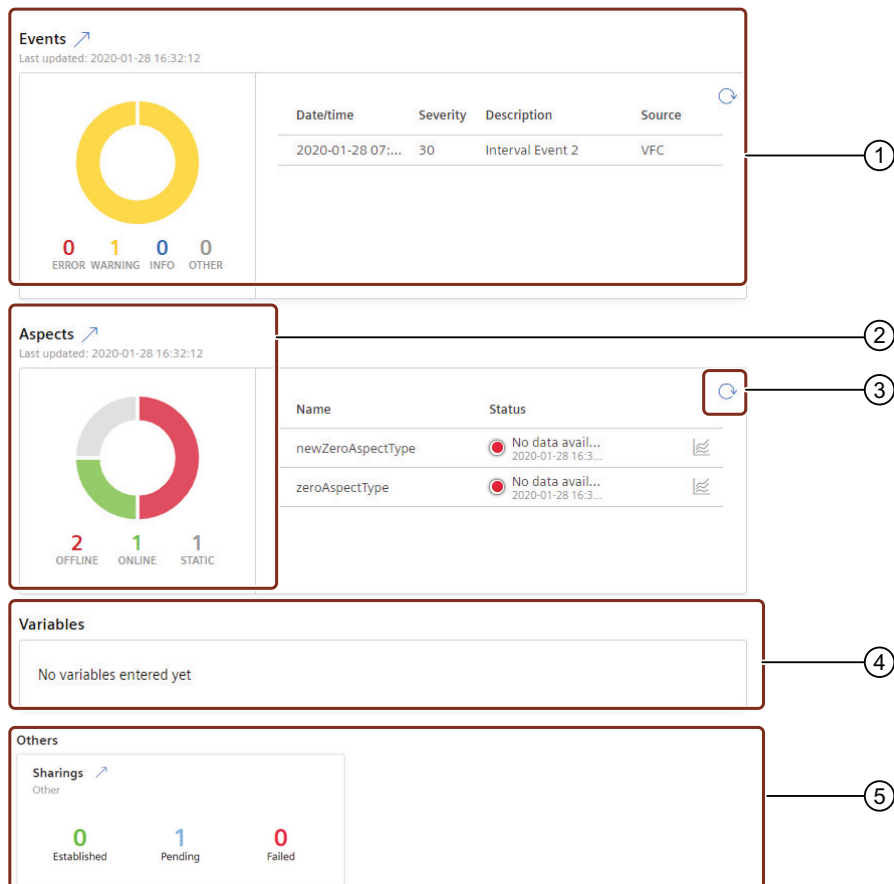 Events
Last updated: 2020-01-28 16:32:12
Date/time Severity Description Source
2020-01-28 07:... 30 Interval Event 2 VFC
0 1 0 0
ERROR WARNING INFO OTHER
1
Aspects
Last updated: 2020-01-28 16:32:12
2
3
Name Status
newZeroAspectType No data avail...
2020-01-28 16:3...
zeroAspectType No data avail...
2020-01-28 16:3...
2 1 1
OFFLINE ONLINE STATIC
Variables
No variables entered yet
4
Others
Sharings
Other
0 1 0
Established Pending Failed
5